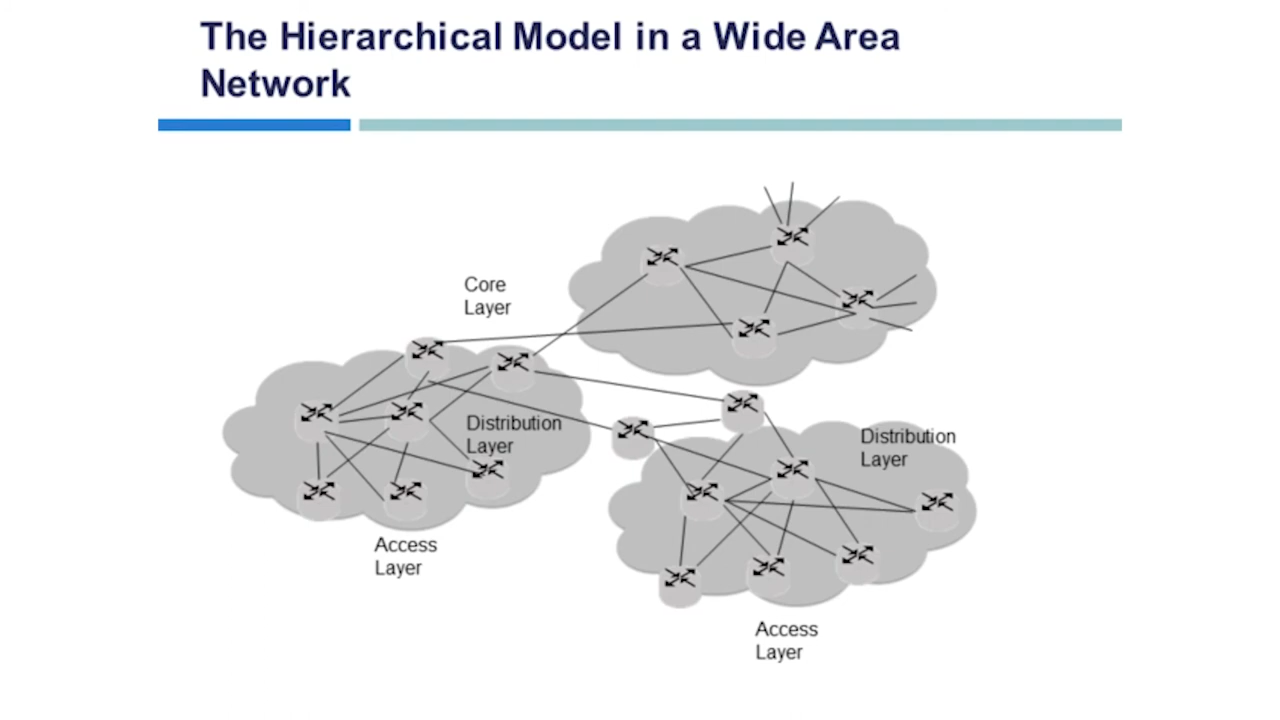 The Hierarchical Model in a Wide Area
Network
Core
Layer
Distribution
Layer
Distribution
Layer
Access
Layer
Access
Layer